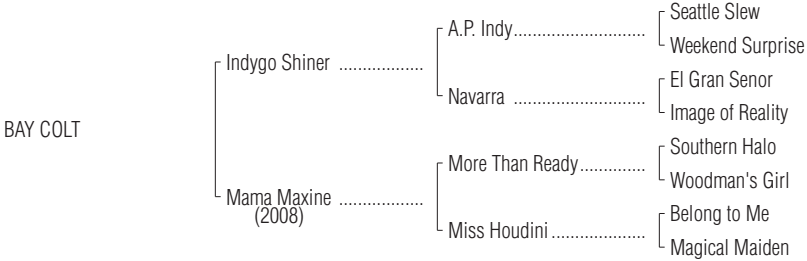 Seattle Slew
A.P. Indy.............................
Weekend Surprise
Indygo Shiner ..................
El Gran Senor
Navarra .............................
Image of Reality
BAY COLT
Southern Halo
More Than Ready..............
Woodman's Girl
Mama Maxine ..................
(2008)
Belong to Me
Miss Houdini ....................
Magical Maiden